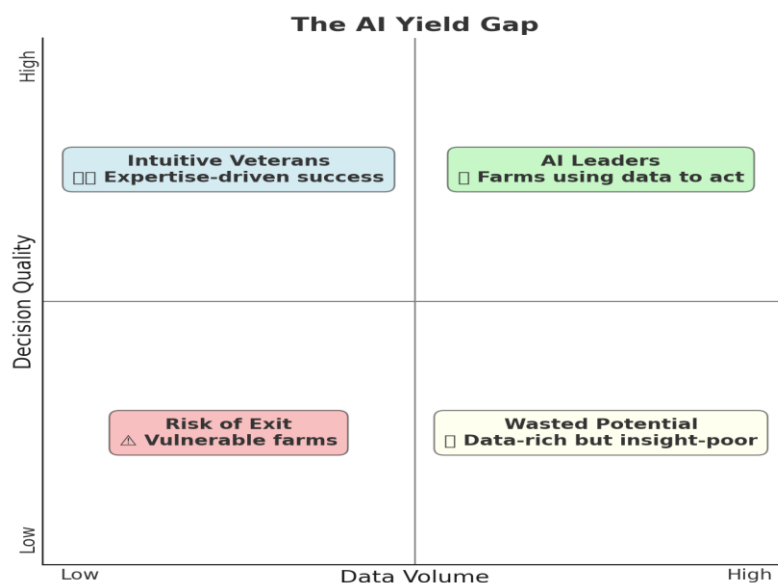 The AI Yield Gap
High
Intuitive Veterans
▯▯ Expertise-driven success
AI Leaders
▯ Farms using data to act
Decision Quality
Risk of Exit
⚠ Vulnerable farms
Wasted Potential
▯ Data-rich but insight-poor
Low
Low
Data Volume
High